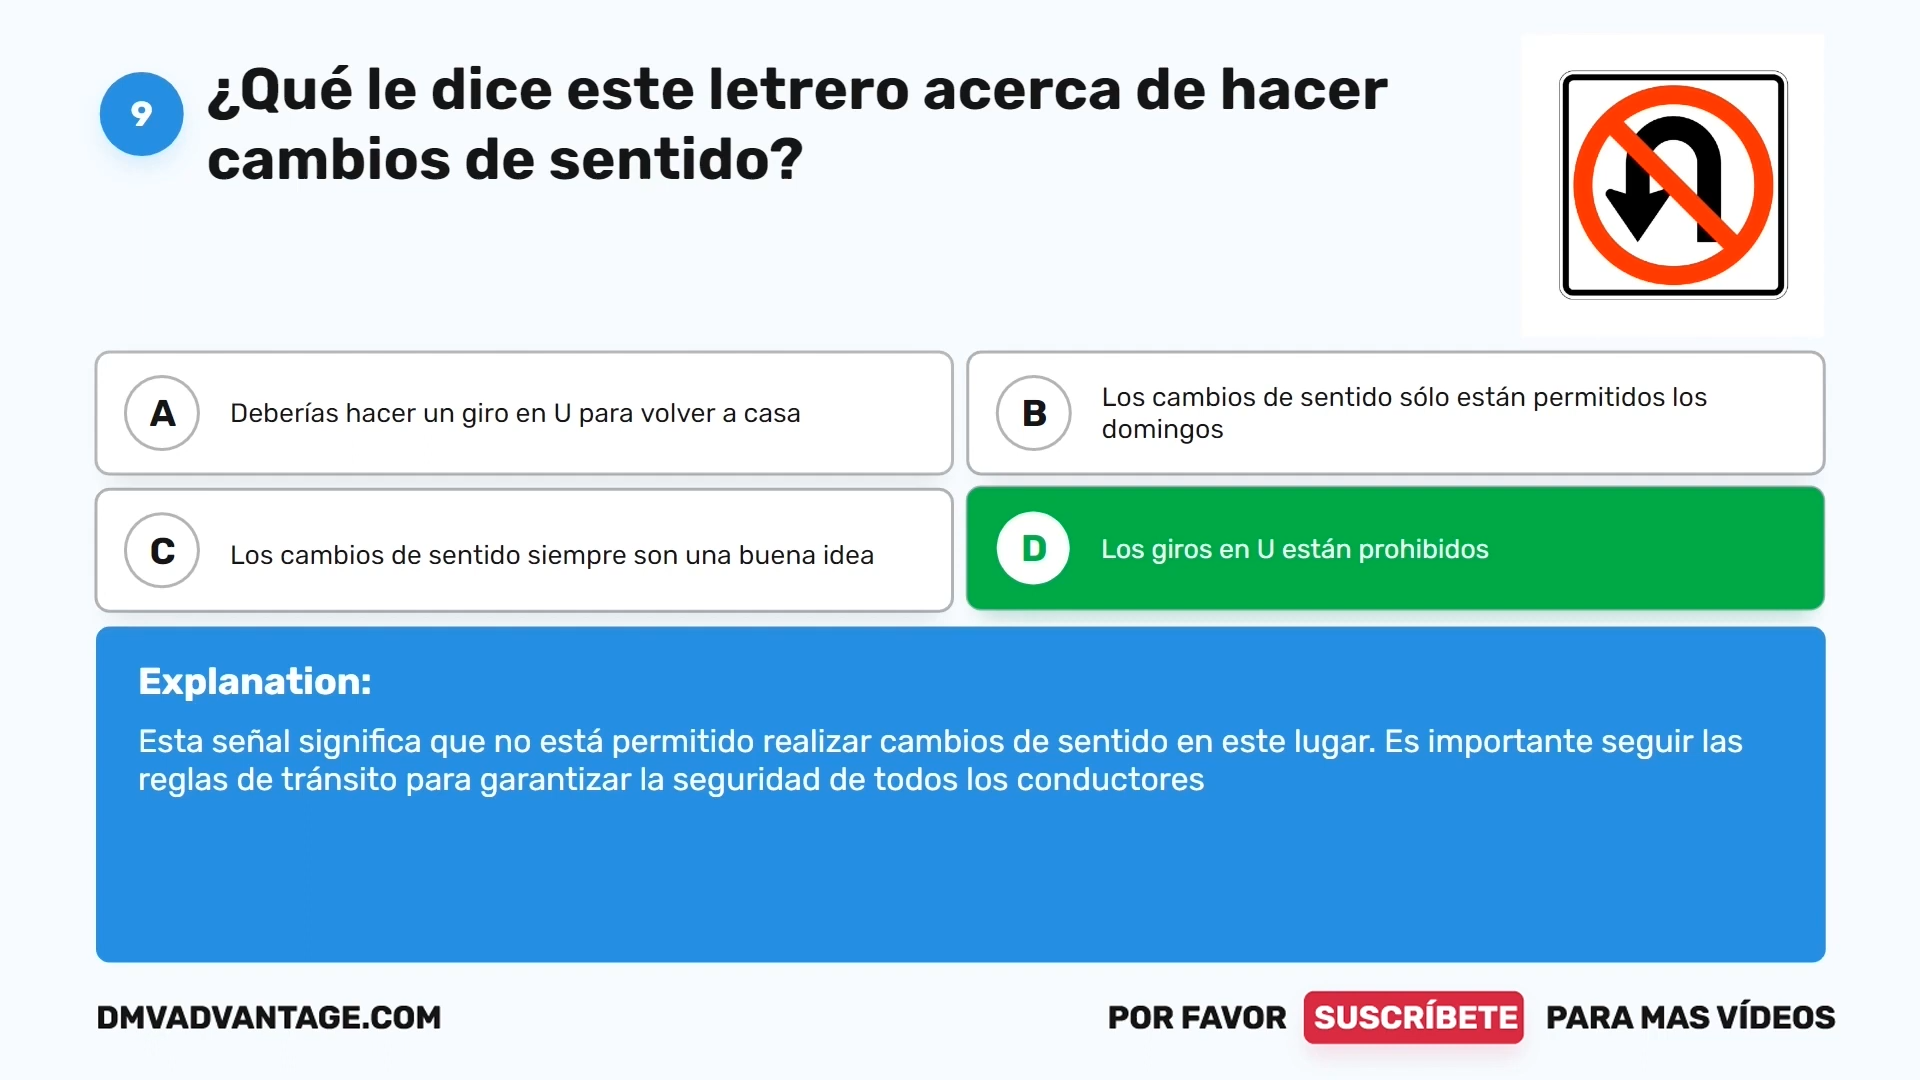 9
¿Qué le dice este letrero acerca de hacer
cambios de sentido?
A
Deberías hacer un giro en U para volver a casa
B
Los cambios de sentido sólo están permitidos los
domingos
C
Los cambios de sentido siempre son una buena idea
D
Los giros en U están prohibidos
Explanation:
Esta señal significa que no está permitido realizar cambios de sentido en este lugar. Es importante seguir las
reglas de tránsito para garantizar la seguridad de todos los conductores
DMVADVANTAGE.COM
POR FAVOR SUSCRÍBETE PARA MAS VÍDEOS